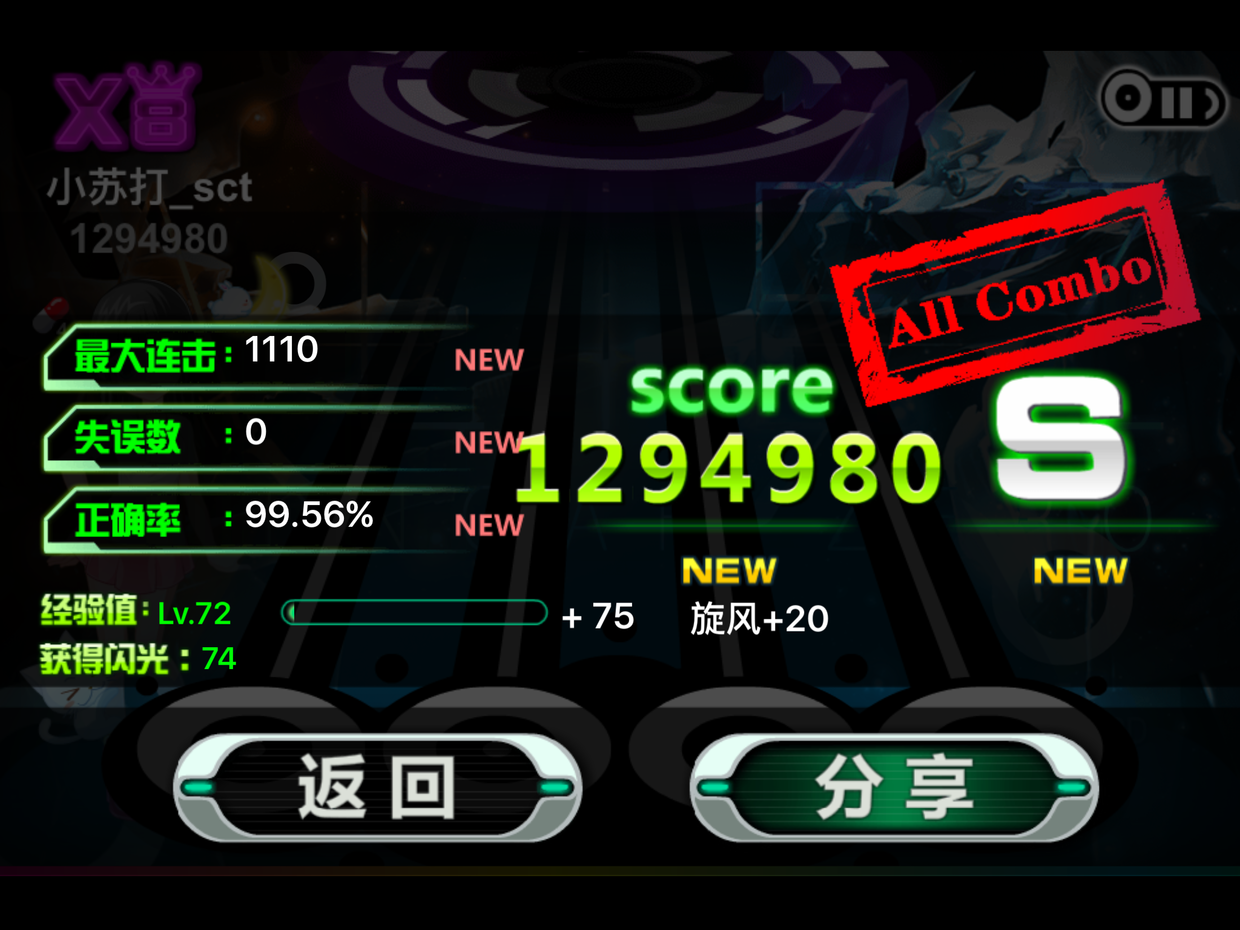 X8
小苏打_sct
1294980
All Combo
最大连击: 1110 NEW
失误数 : 0 NEW
正确率 : 99.56% NEW
score
1294980
S
NEW
NEW
经验值: Lv.72 + 75 旋风+20
获得闪光: 74
返回
分享